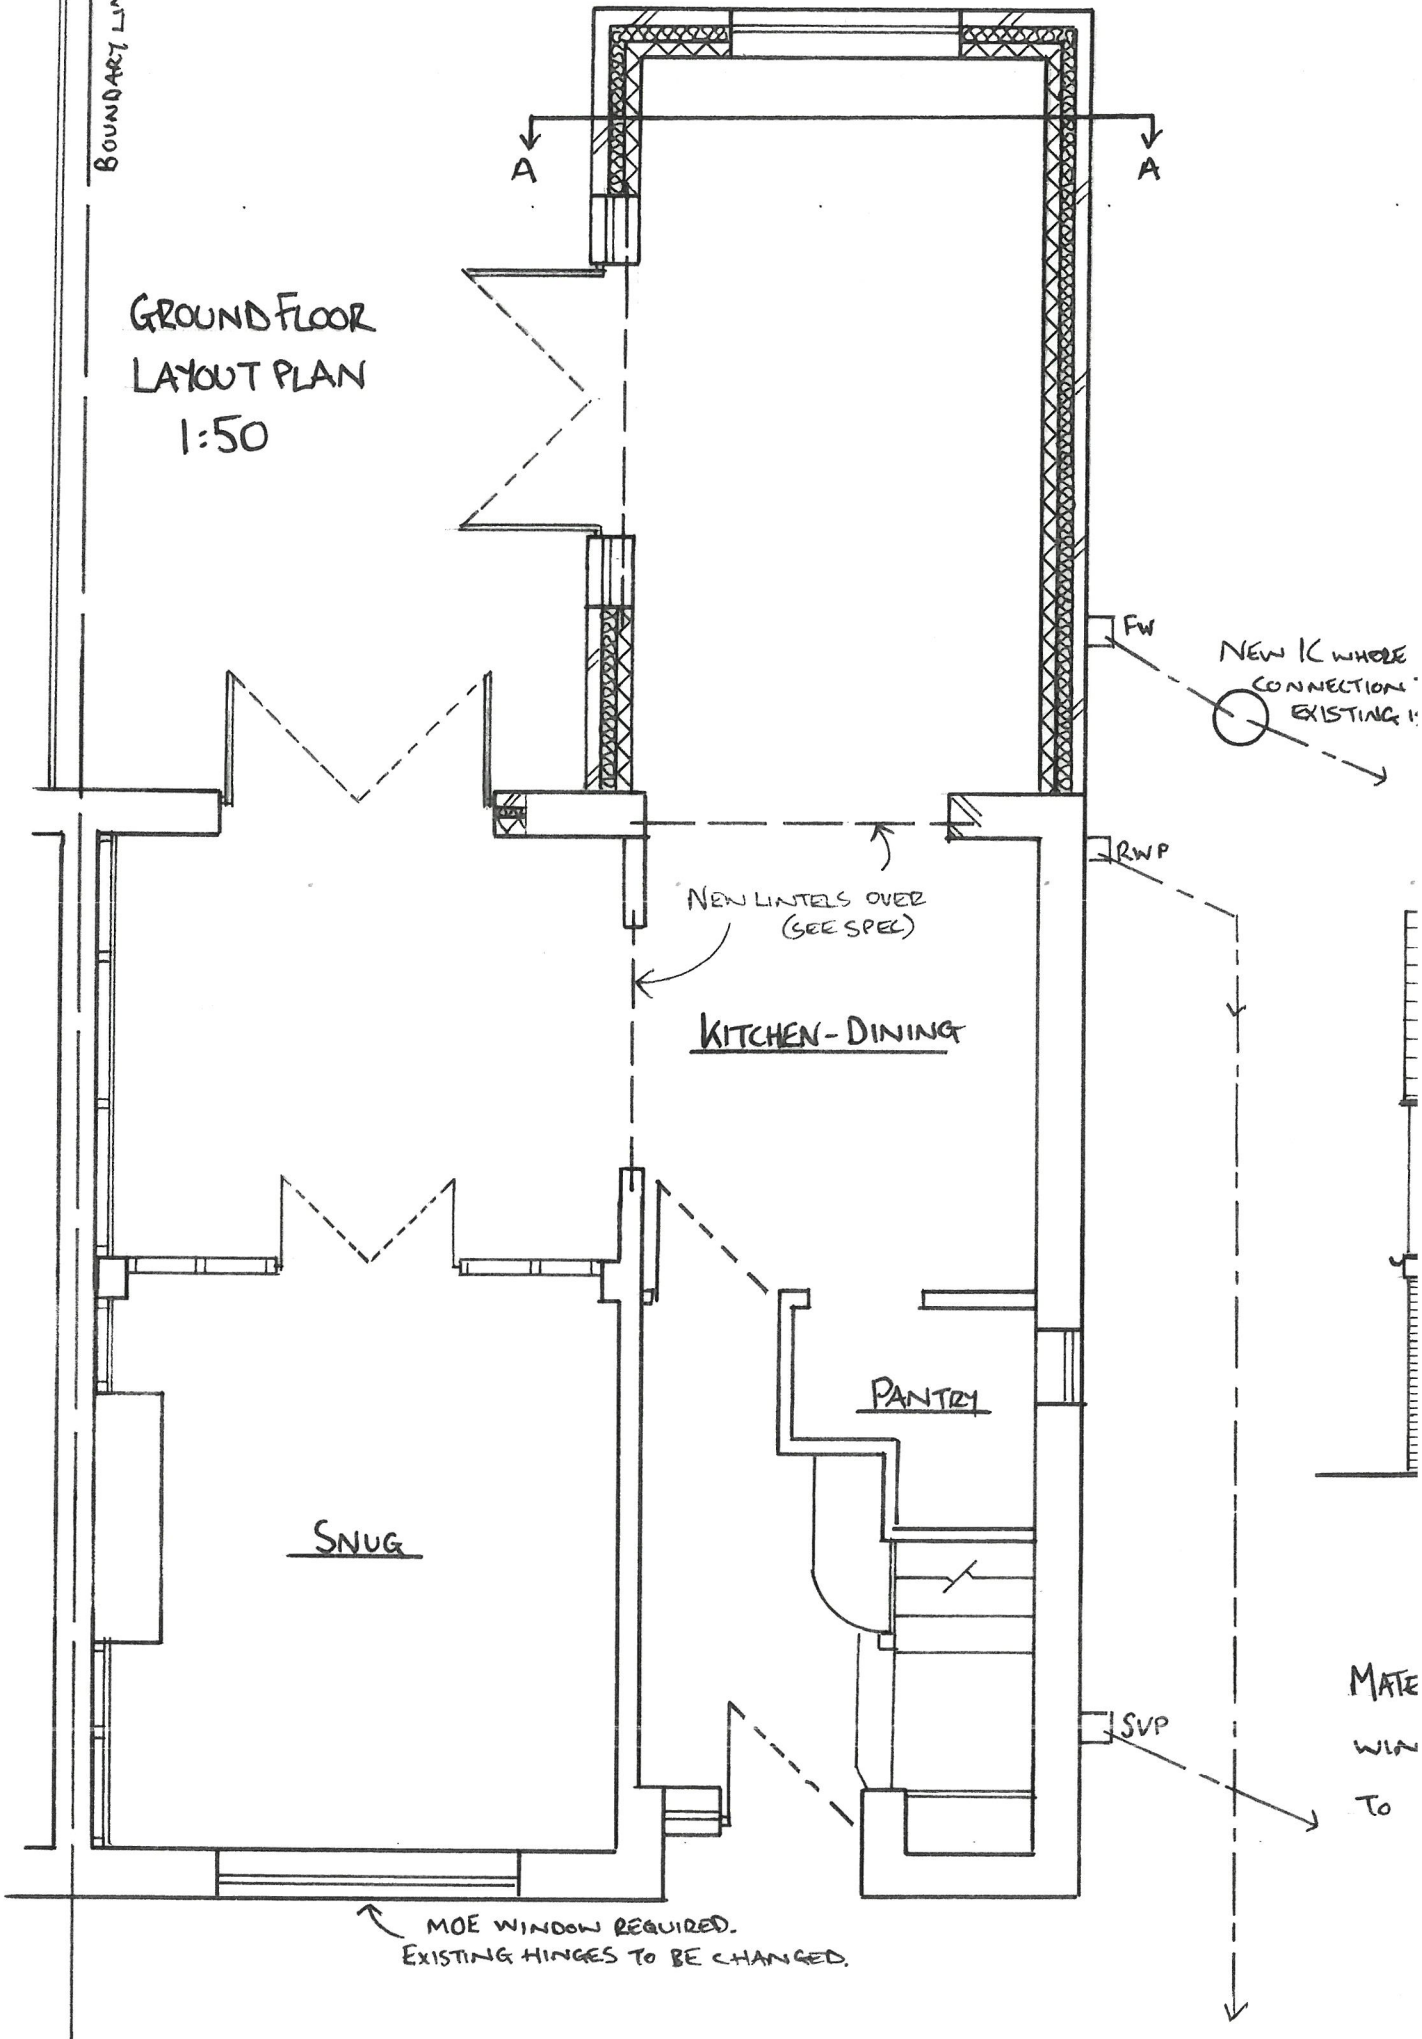 BOUNDARY
A
A
GROUND FLOOR
LAYOUT PLAN
1:50
FW
NEW IC WHERE
CONNECTION
EXISTING
RWP
NEW LINTELS OVER
(SEE SPEC)
KITCHEN-DINING
PANTRY
SNUG
SVP
MOE WINDOW REQUIRED.
EXISTING HINGES TO BE CHANGED.
TO